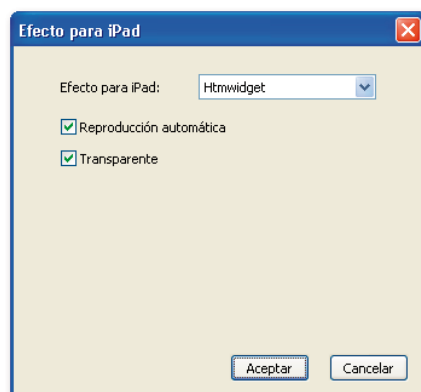 Efecto para iPad
Efecto para iPad: Htmwidget
Reproducción automática
Transparente
Aceptar Cancelar